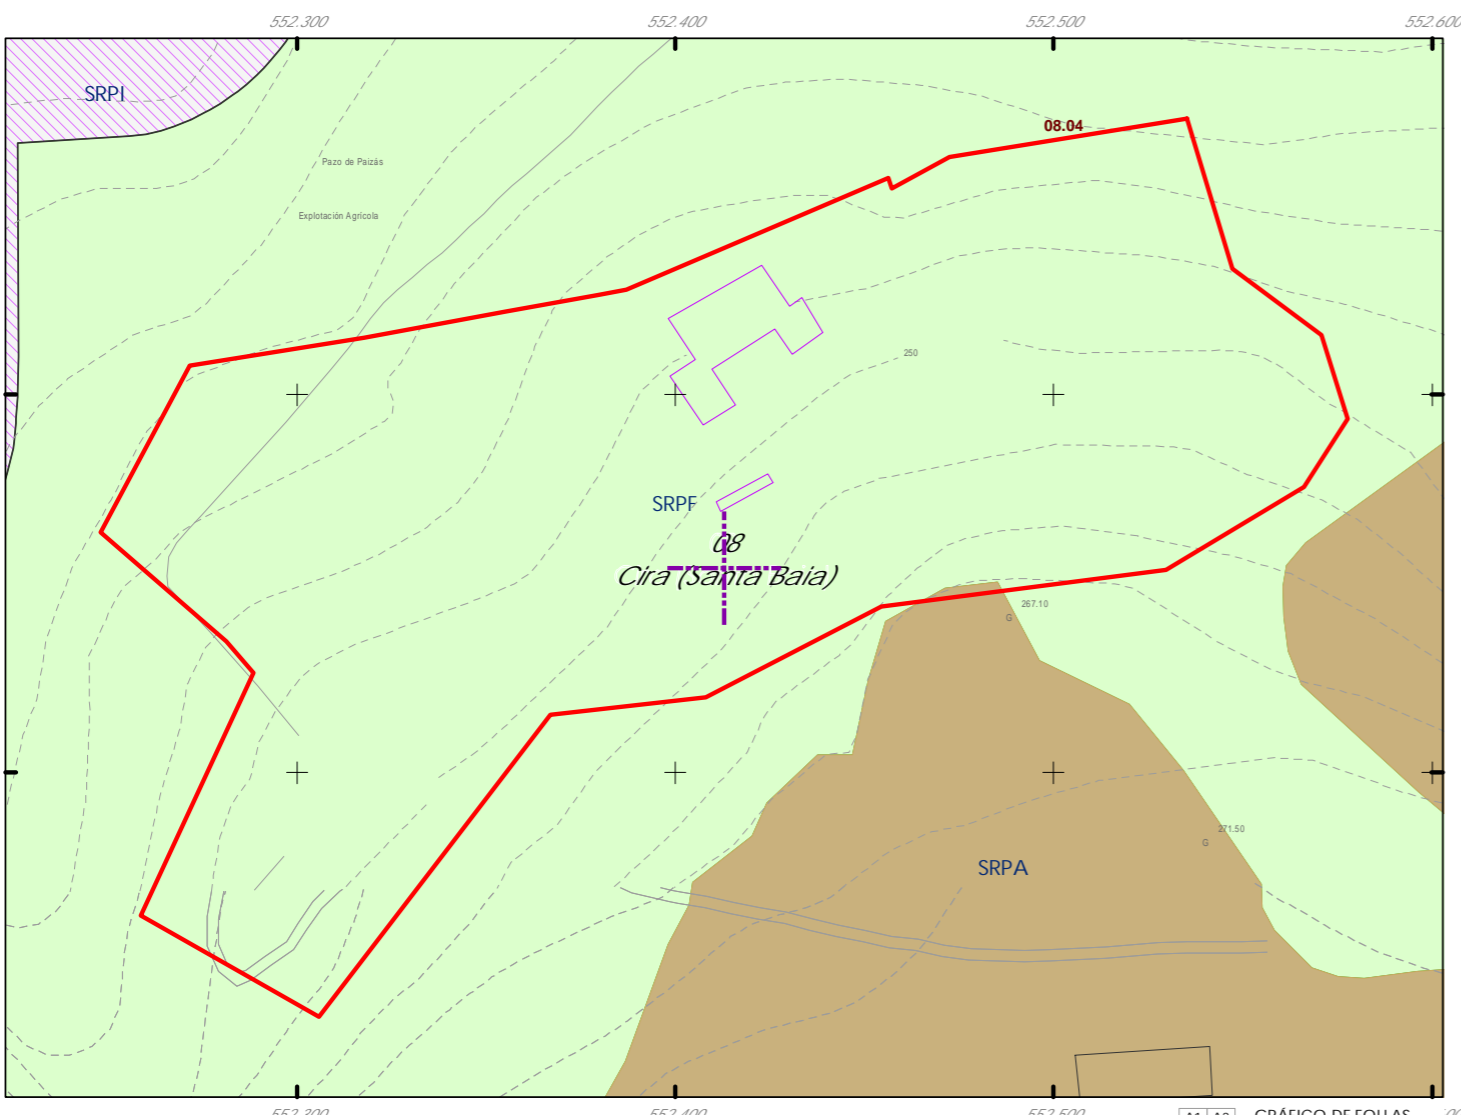 552.300
552.400
552.500
552.600
SRPI
08.04
Pazo de Paizás
Explotación Agrícola
250
SRPF
08
Cira (Santa Baia)
267.10
G
271.50
G
SRPA
552.300
552.400
552.500
GRÁFICO DE FOLLAS